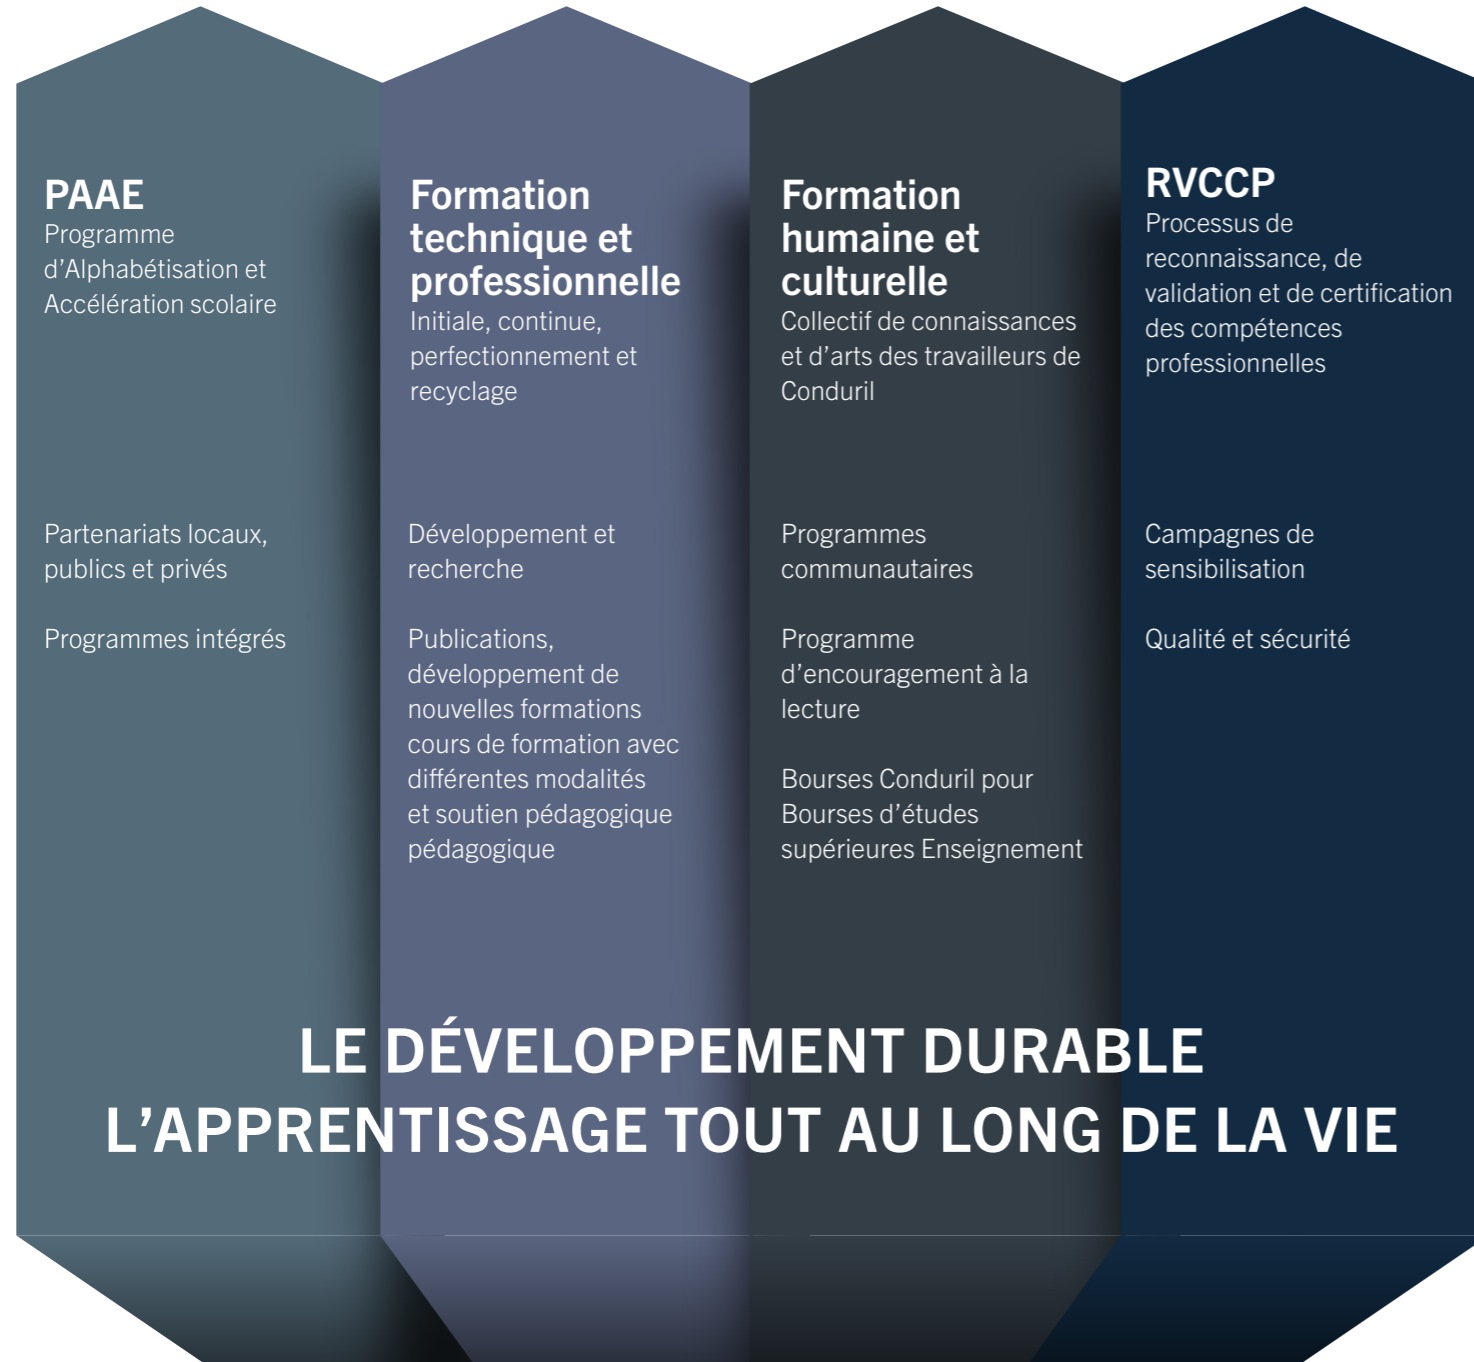 PAAE
Programme
d’Alphabétisation et
Accélération scolaire
Partenariats locaux,
publics et privés
Programmes intégrés
Formation
technique et
professionnelle
Initiale, continue,
perfectionnement et
recyclage
Développement et
recherche
Publications,
développement de
nouvelles formations
cours de formation avec
différentes modalités
et soutien pédagogique
pédagogique
Formation
humaine et
culturelle
Collectif de connaissances
et d’arts des travailleurs de
Conduril
Programmes
communautaires
Programme
d’encouragement à la
lecture
Bourses Conduril pour
Bourses d’études
supérieures Enseignement
RVCCP
Processus de
reconnaissance, de
validation et de certification
des compétences
professionnelles
Campagnes de
sensibilisation
Qualité et sécurité
LE DÉVELOPPEMENT DURABLE
L’APPRENTISSAGE TOUT AU LONG DE LA VIE